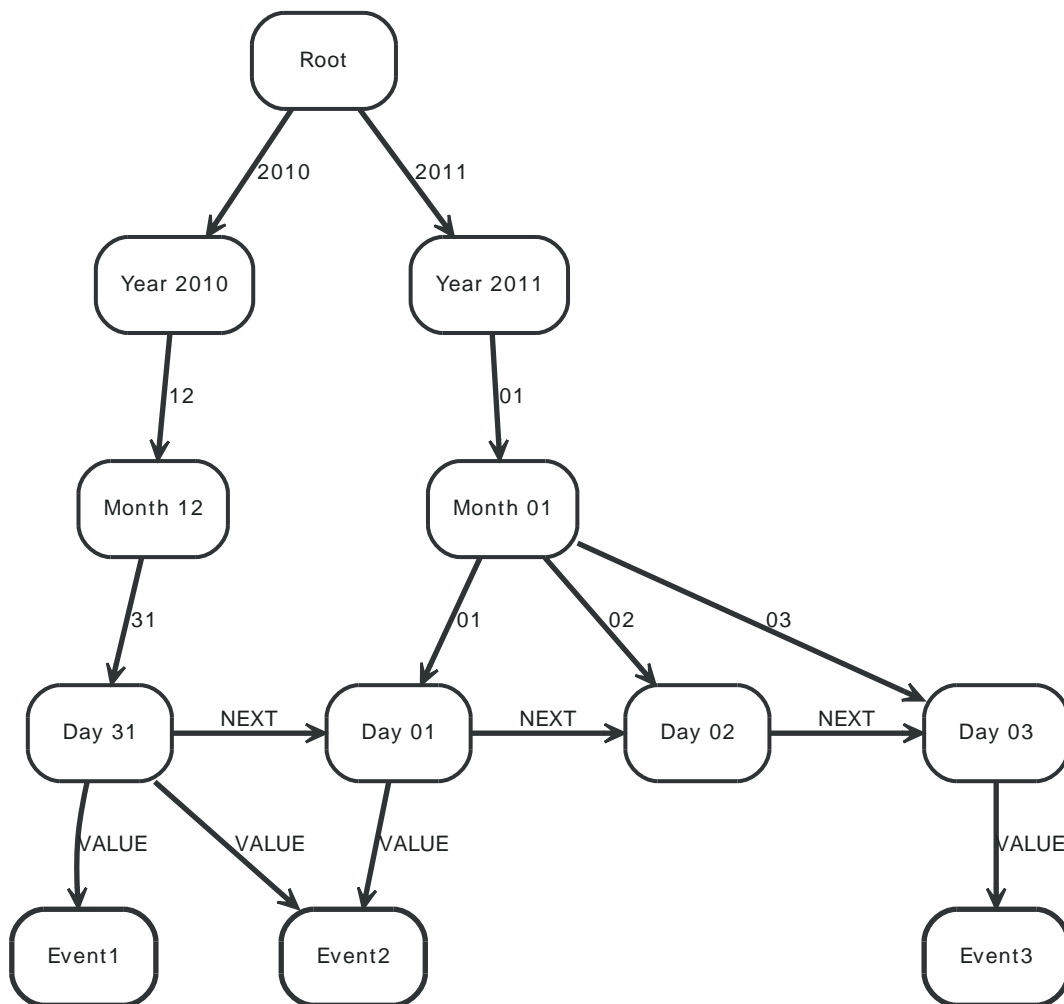 Root
2010
2011
Year 2010
Year 2011
12
01
Month 12
Month 01
31
01
02
03
Day 31
NEXT
Day 01
NEXT
Day 02
NEXT
Day 03
VALUE
VALUE
VALUE
VALUE
Event1
Event2
Event3